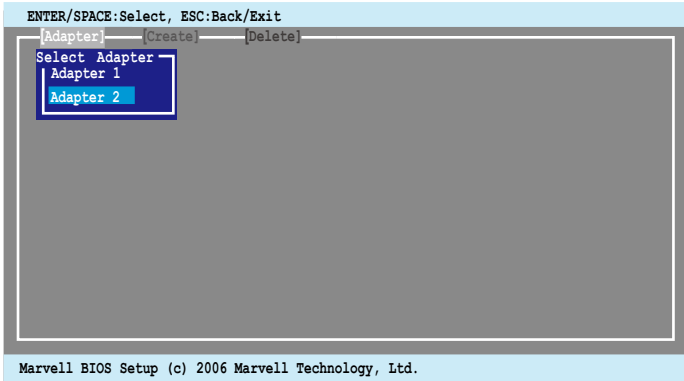 ENTER/SPACE:Select, ESC:Back/Exit
[Adapter] [Create] [Delete]
Select Adapter
Adapter 1
Adapter 2
Marvell BIOS Setup (c) 2006 Marvell Technology, Ltd.